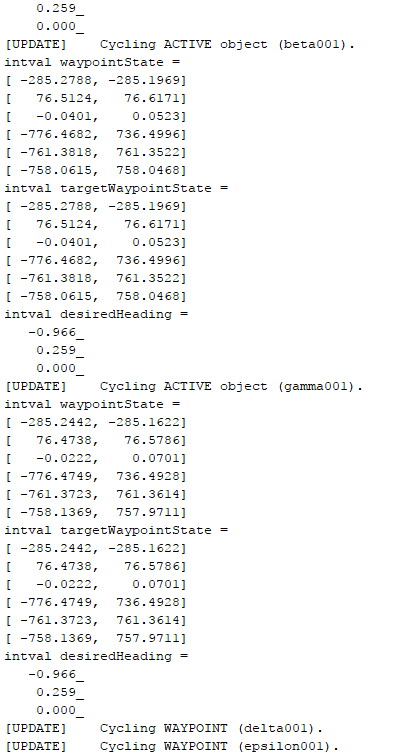 0.259_
    0.000_
[UPDATE]    Cycling ACTIVE object (beta001).
intval waypointState =
[ -285.2788, -285.1969]
[   76.5124,   76.6171]
[   -0.0401,    0.0523]
[ -776.4682,  736.4996]
[ -761.3818,  761.3522]
[ -758.0615,  758.0468]
intval targetWaypointState =
[ -285.2788, -285.1969]
[   76.5124,   76.6171]
[   -0.0401,    0.0523]
[ -776.4682,  736.4996]
[ -761.3818,  761.3522]
[ -758.0615,  758.0468]
intval desiredHeading =
   -0.966_
    0.259_
    0.000_
[UPDATE]    Cycling ACTIVE object (gamma001).
intval waypointState =
[ -285.2442, -285.1622]
[   76.4738,   76.5786]
[   -0.0222,    0.0701]
[ -776.4749,  736.4928]
[ -761.3723,  761.3614]
[ -758.1369,  757.9711]
intval targetWaypointState =
[ -285.2442, -285.1622]
[   76.4738,   76.5786]
[   -0.0222,    0.0701]
[ -776.4749,  736.4928]
[ -761.3723,  761.3614]
[ -758.1369,  757.9711]
intval desiredHeading =
   -0.966_
    0.259_
    0.000_
[UPDATE]    Cycling WAYPOINT (delta001).
[UPDATE]    Cycling WAYPOINT (epsilon001).